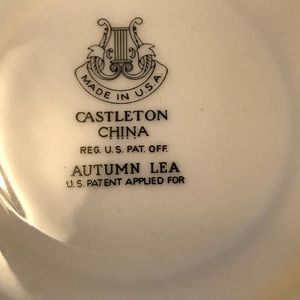 MADE IN U.S.A.
CASTLETON
CHINA
REG. U.S. PAT. OFF.
AUTUMN LEA
U.S. PATENT APPLIED FOR